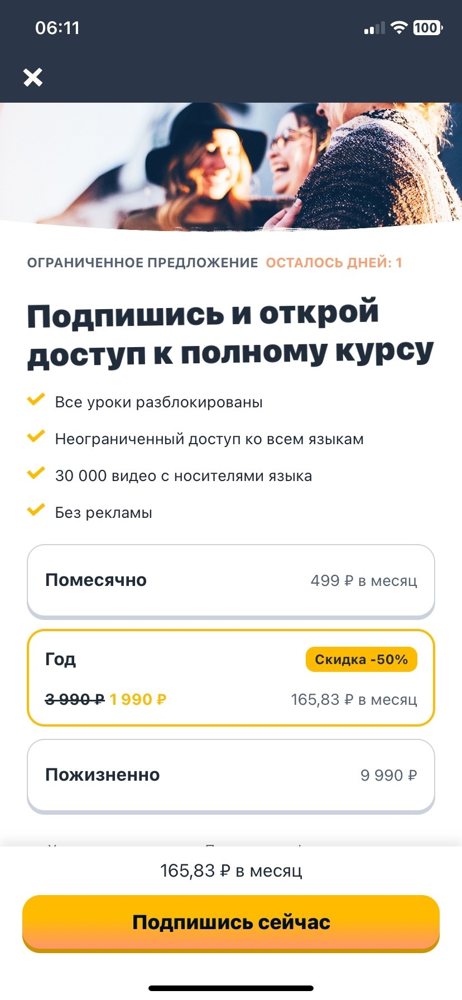 06:11
100
ОГРАНИЧЕННОЕ ПРЕДЛОЖЕНИЕ ОСТАЛОСЬ ДНЕЙ: 1
Подпишись и открой
доступ к полному курсу
Все уроки разблокированы
Неограниченный доступ ко всем языкам
30 000 видео с носителями языка
Без рекламы
Помесячно 499 ₽ в месяц
Год Скидка -50%
3 990 ₽ 1 990 ₽ 165,83 ₽ в месяц
Пожизненно 9 990 ₽
165,83 ₽ в месяц
Подпишись сейчас